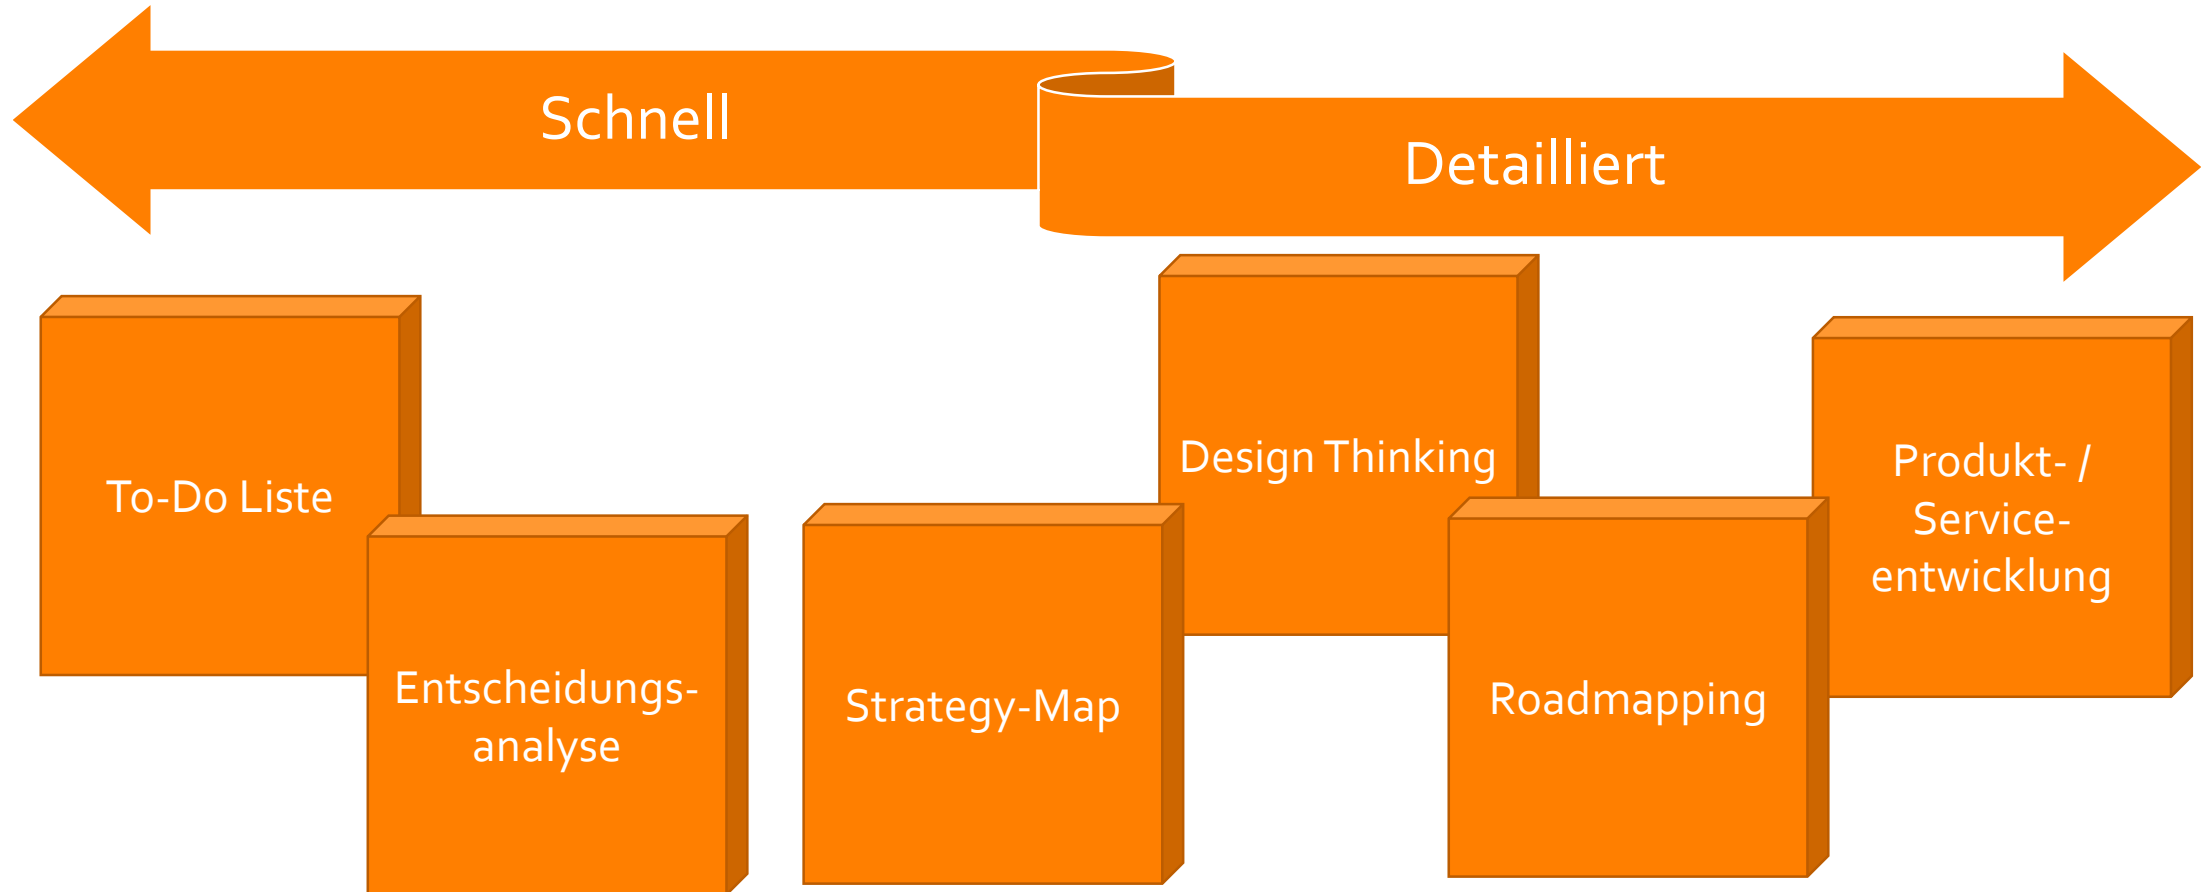 Schnell
Detailliert
To-Do Liste
Entscheidungs-
analyse
Strategy-Map
Design Thinking
Roadmapping
Produkt- /
Service-
entwicklung